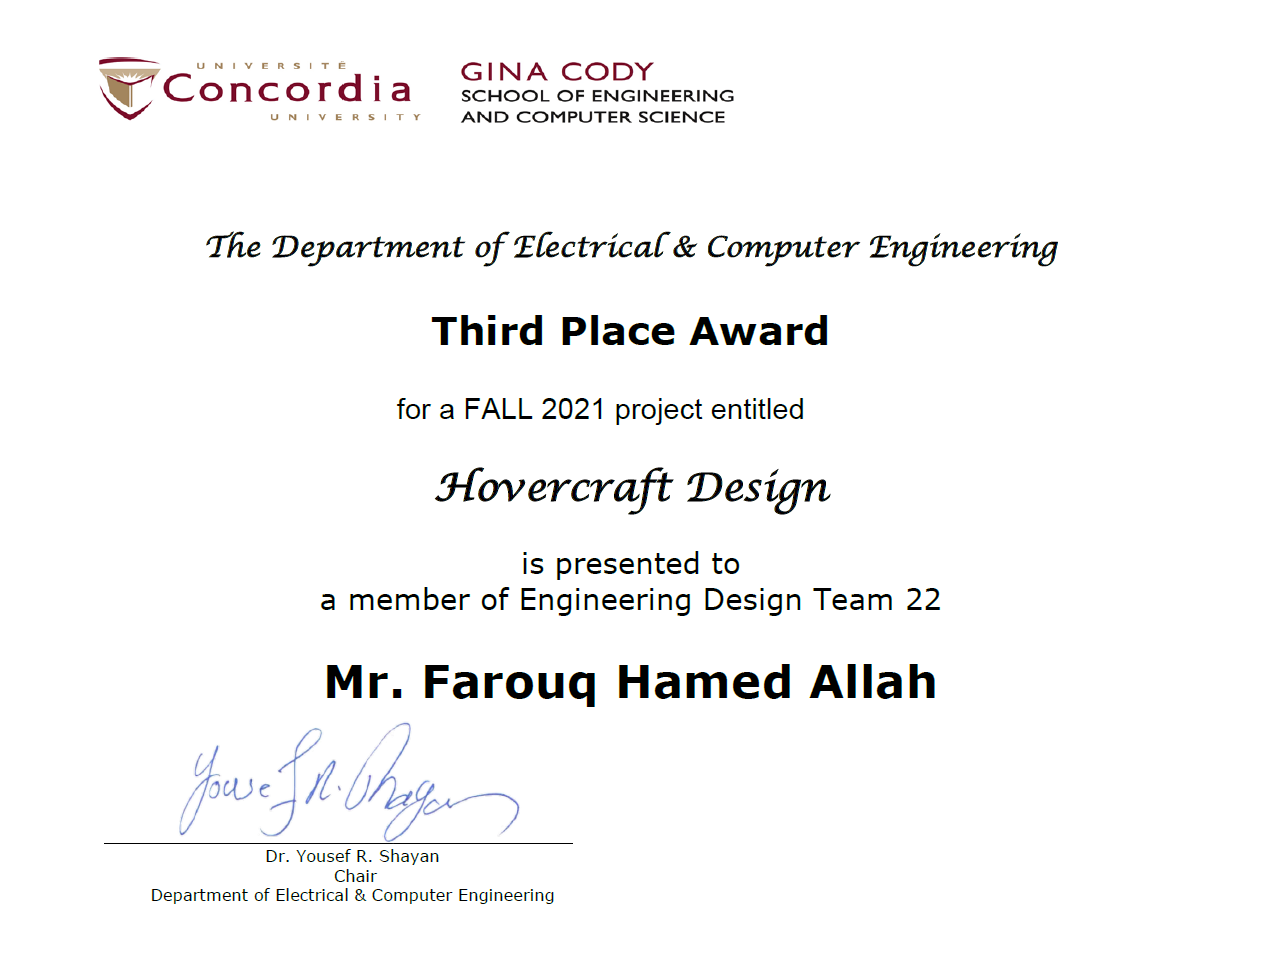 UNIVERSITÉ
Concordia
UNIVERSITY
GINA CODY
SCHOOL OF ENGINEERING
AND COMPUTER SCIENCE
The Department of Electrical & Computer Engineering
Third Place Award
for a FALL 2021 project entitled
Hovercraft Design
is presented to
a member of Engineering Design Team 22
Mr. Farouq Hamed Allah
Yousef R. Shayan
Dr. Yousef R. Shayan
Chair
Department of Electrical & Computer Engineering